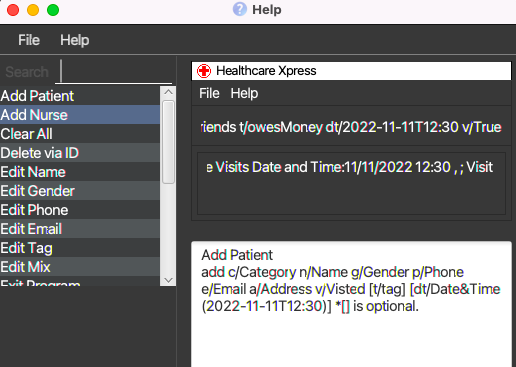 Help
File Help
Search
Add Patient
Add Nurse
Clear All
Delete via ID
Edit Name
Edit Gender
Edit Phone
Edit Email
Edit Tag
Edit Mix
Exit Program
Healthcare Xpress
File Help
riends t/owesMoney dt/2022-11-11T12:30 v/True
e Visits Date and Time:11/11/2022 12:30 , ; Visit
Add Patient
add c/Category n/Name g/Gender p/Phone
e/Email a/Address v/Visted [t/tag] [dt/Date&Time
(2022-11-11T12:30)] *[] is optional.